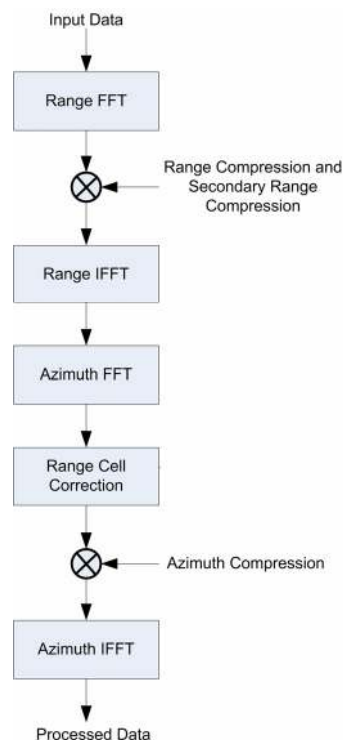 Input Data
Range FFT
Range Compression and
Secondary Range
Compression
Range IFFT
Azimuth FFT
Range Cell
Correction
Azimuth Compression
Azimuth IFFT
Processed Data